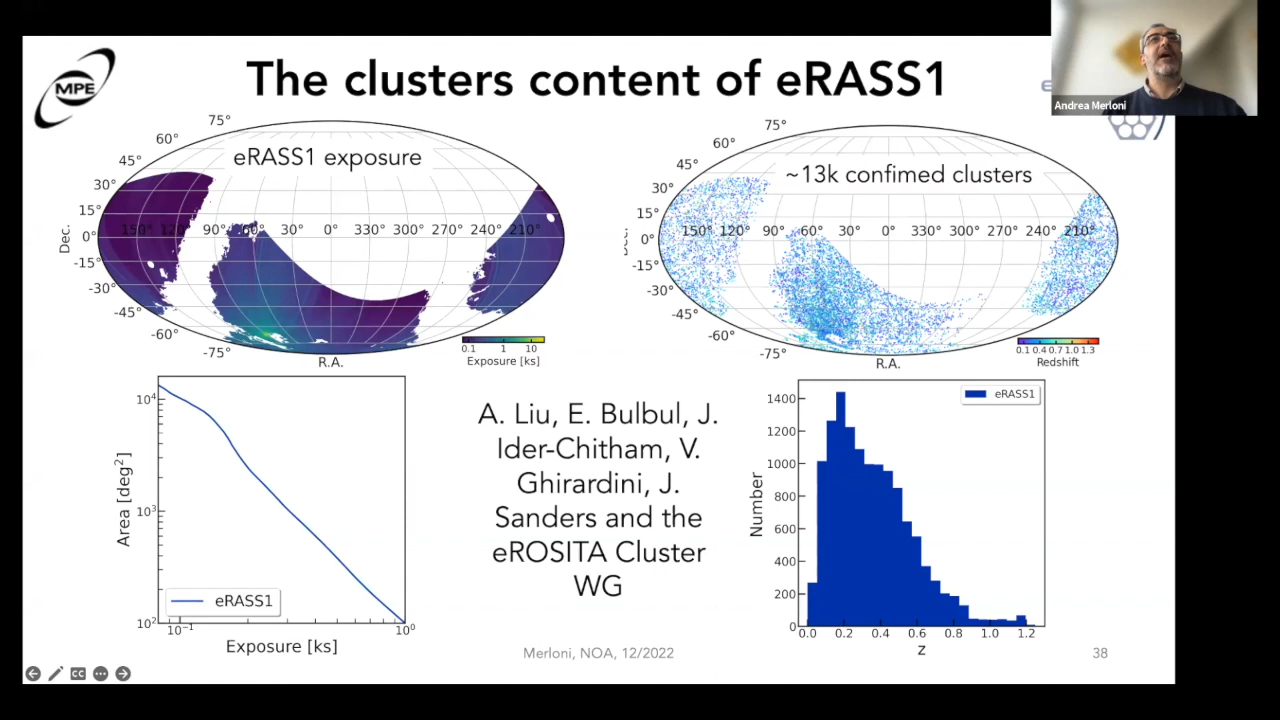 The clusters content of eRASS1
MPE
Andrea Merloni
eRASS1 exposure
75°
60°
45°
30°
15°
0°
-15°
-30°
-45°
-60°
-75°
150° 120° 90° 60° 30° 0° 330° 300° 270° 240° 210°
Dec.
R.A.
0.1 1 10
Exposure [ks]
~13k confimed clusters
75°
60°
45°
30°
15°
0°
-15°
-30°
-45°
-60°
-75°
150° 120° 90° 60° 30° 0° 330° 300° 270° 240° 210°
R.A.
0.1 0.4 0.7 1.0 1.3
Redshift
10⁴
10³
10²
Area [deg²]
eRASS1
10⁻¹ 10⁰
Exposure [ks]
A. Liu, E. Bulbul, J.
Ider-Chitham, V.
Ghirardini, J.
Sanders and the
eROSITA Cluster
WG
eRASS1
1400
1200
1000
800
600
400
200
0
Number
0.0 0.2 0.4 0.6 0.8 1.0 1.2
z
Merloni, NOA, 12/2022
38
CC